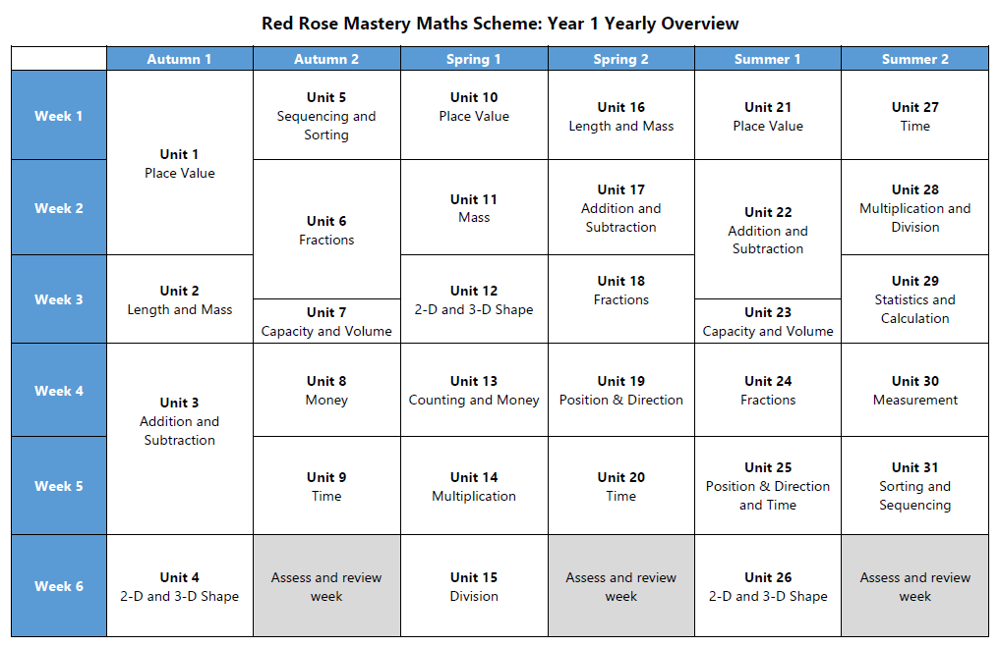 Red Rose Mastery Maths Scheme: Year 1 Yearly Overview
Autumn 1
Autumn 2
Spring 1
Spring 2
Summer 1
Summer 2
Week 1
Unit 1
Place Value
Unit 5
Sequencing and
Sorting
Unit 10
Place Value
Unit 16
Length and Mass
Unit 21
Place Value
Unit 27
Time
Week 2
Unit 6
Fractions
Unit 11
Mass
Unit 17
Addition and
Subtraction
Unit 22
Addition and
Subtraction
Unit 28
Multiplication and
Division
Week 3
Unit 2
Length and Mass
Unit 7
Capacity and Volume
Unit 12
2-D and 3-D Shape
Unit 18
Fractions
Unit 23
Capacity and Volume
Unit 29
Statistics and
Calculation
Week 4
Unit 3
Addition and
Subtraction
Unit 8
Money
Unit 13
Counting and Money
Unit 19
Position & Direction
Unit 24
Fractions
Unit 30
Measurement
Week 5
Unit 9
Time
Unit 14
Multiplication
Unit 20
Time
Unit 25
Position & Direction
and Time
Unit 31
Sorting and
Sequencing
Week 6
Unit 4
2-D and 3-D Shape
Assess and review
week
Unit 15
Division
Assess and review
week
Unit 26
2-D and 3-D Shape
Assess and review
week